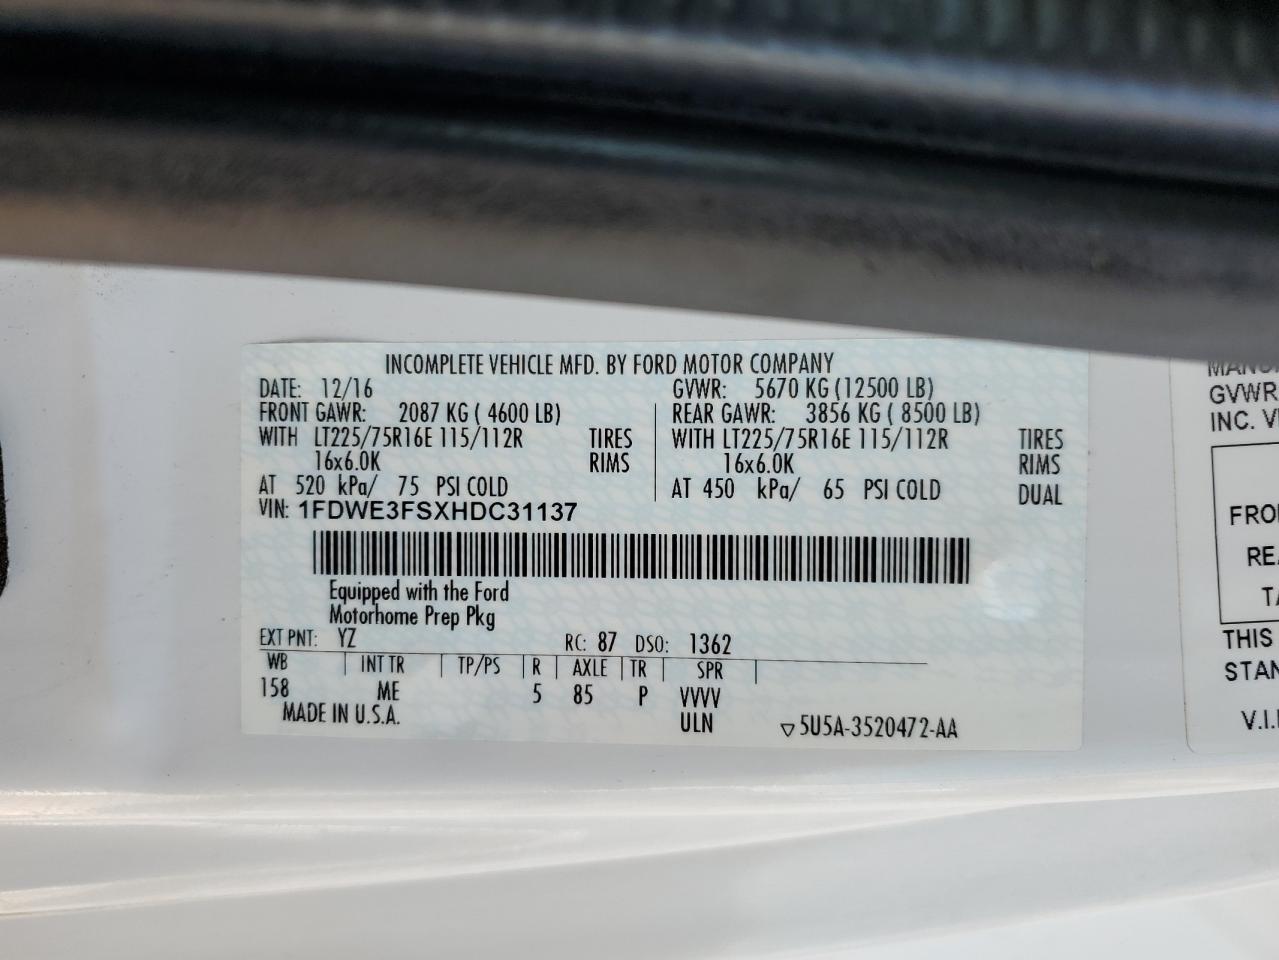 INCOMPLETE VEHICLE MFD. BY FORD MOTOR COMPANY
DATE: 12/16 GVWR: 5670 KG (12500 LB)
FRONT GAWR: 2087 KG ( 4600 LB) REAR GAWR: 3856 KG ( 8500 LB)
WITH LT225/75R16E 115/112R TIRES WITH LT225/75R16E 115/112R TIRES
16x6.0K RIMS 16x6.0K RIMS
AT 520 kPa/ 75 PSI COLD AT 450 kPa/ 65 PSI COLD DUAL
VIN: 1FDWE3FSXHDC31137
Equipped with the Ford
Motorhome Prep Pkg
EXT PNT: YZ RC: 87 DSO: 1362
WB INT TR TP/PS R AXLE TR SPR
158 ME 5 85 P VVVV
MADE IN U.S.A. ULN ▽5U5A-3520472-AA
GVWR
INC. V
FRO
RE
TA
THIS
STAN
V.I.